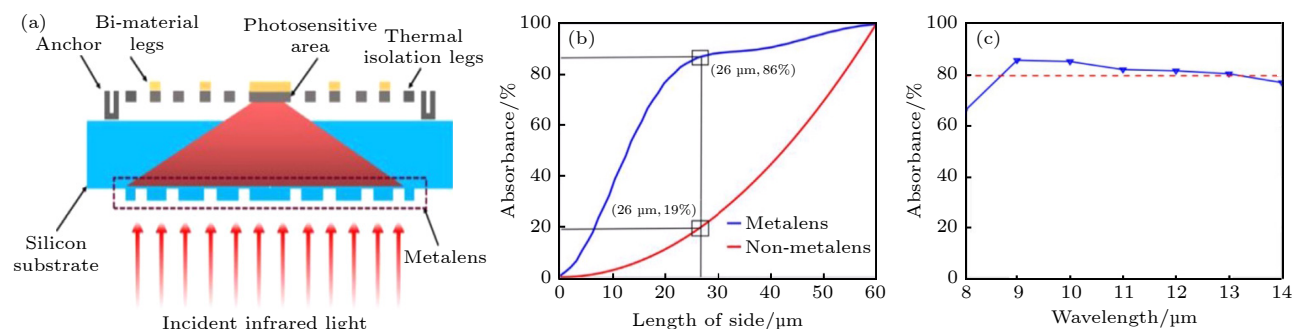 (a)
Bi-material
legs
Photosensitive
area
Anchor
Thermal
isolation legs
Silicon
substrate
Metalens
Incident infrared light
(b)
Absorbance/%
100
80
60
40
20
0
(26 µm, 86%)
(26 µm, 19%)
Metalens
Non-metalens
0 10 20 30 40 50 60
Length of side/µm
(c)
Absorbance/%
100
80
60
40
20
0
8 9 10 11 12 13 14
Wavelength/µm